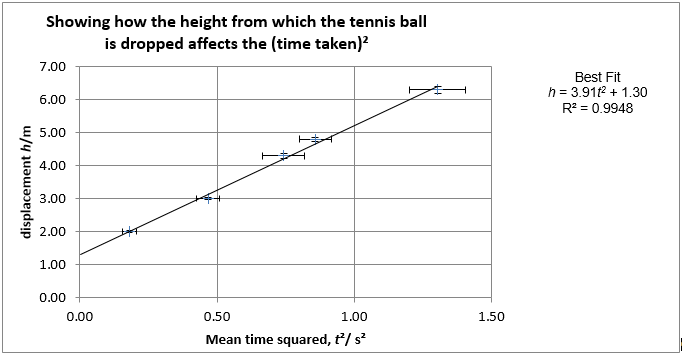 Showing how the height from which the tennis ball
is dropped affects the (time taken)²
7.00
6.00
5.00
4.00
3.00
2.00
1.00
0.00
displacement h/m
0.00 0.50 1.00 1.50
Mean time squared, t²/ s²
Best Fit
h = 3.91t² + 1.30
R² = 0.9948